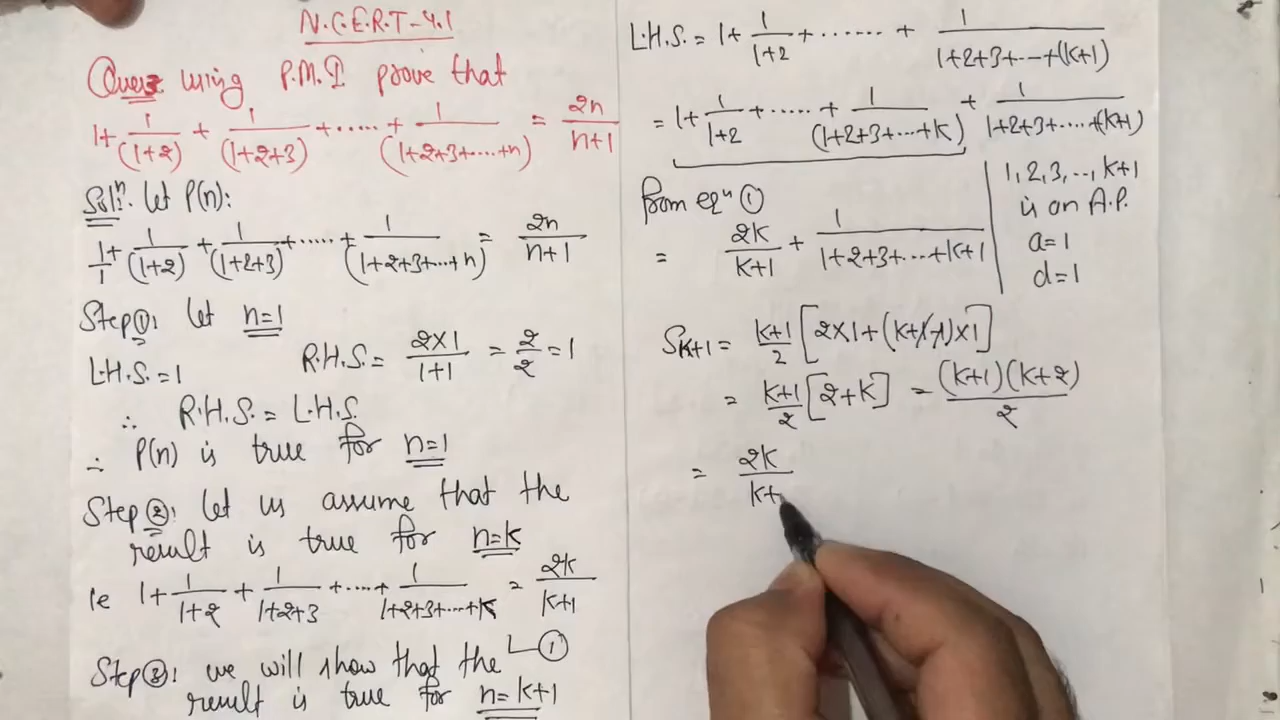 N.C.E.R.T-4.1
Ques:- using P.M.I prove that
1+ 1/(1+2) + 1/(1+2+3) +.....+ 1/(1+2+3+....+n) = 2n/n+1
Solⁿ:- let P(n):
1/1 + 1/(1+2) + 1/(1+2+3) +.....+ 1/(1+2+3+...+n) = 2n/n+1
Step①: let n=1
L.H.S.=1 R.H.S.= 2×1/1+1 = 2/2 =1
∴ R.H.S.= L.H.S.
∴ P(n) is true for n=1
Step②: let us assume that the
result is true for n=k
ie 1+ 1/1+2 + 1/1+2+3 +....+ 1/1+2+3+...+k = 2k/k+1
①
Step③: we will show that the
result is true for n=k+1
L.H.S.= 1+ 1/1+2 +.......+ 1/1+2+3+...+(k+1)
= 1+ 1/1+2 +......+ 1/(1+2+3+...+k) + 1/1+2+3+....+(k+1)
from eqⁿ ①
= 2k/k+1 + 1/1+2+3+...+k+1
1,2,3,..,k+1
is an A.P.
a=1
d=1
Sk+1 = k+1/2 [2×1+(k+1-1)×1]
= k+1/2 [2+k] = (k+1)(k+2)/2
= 2k/k+